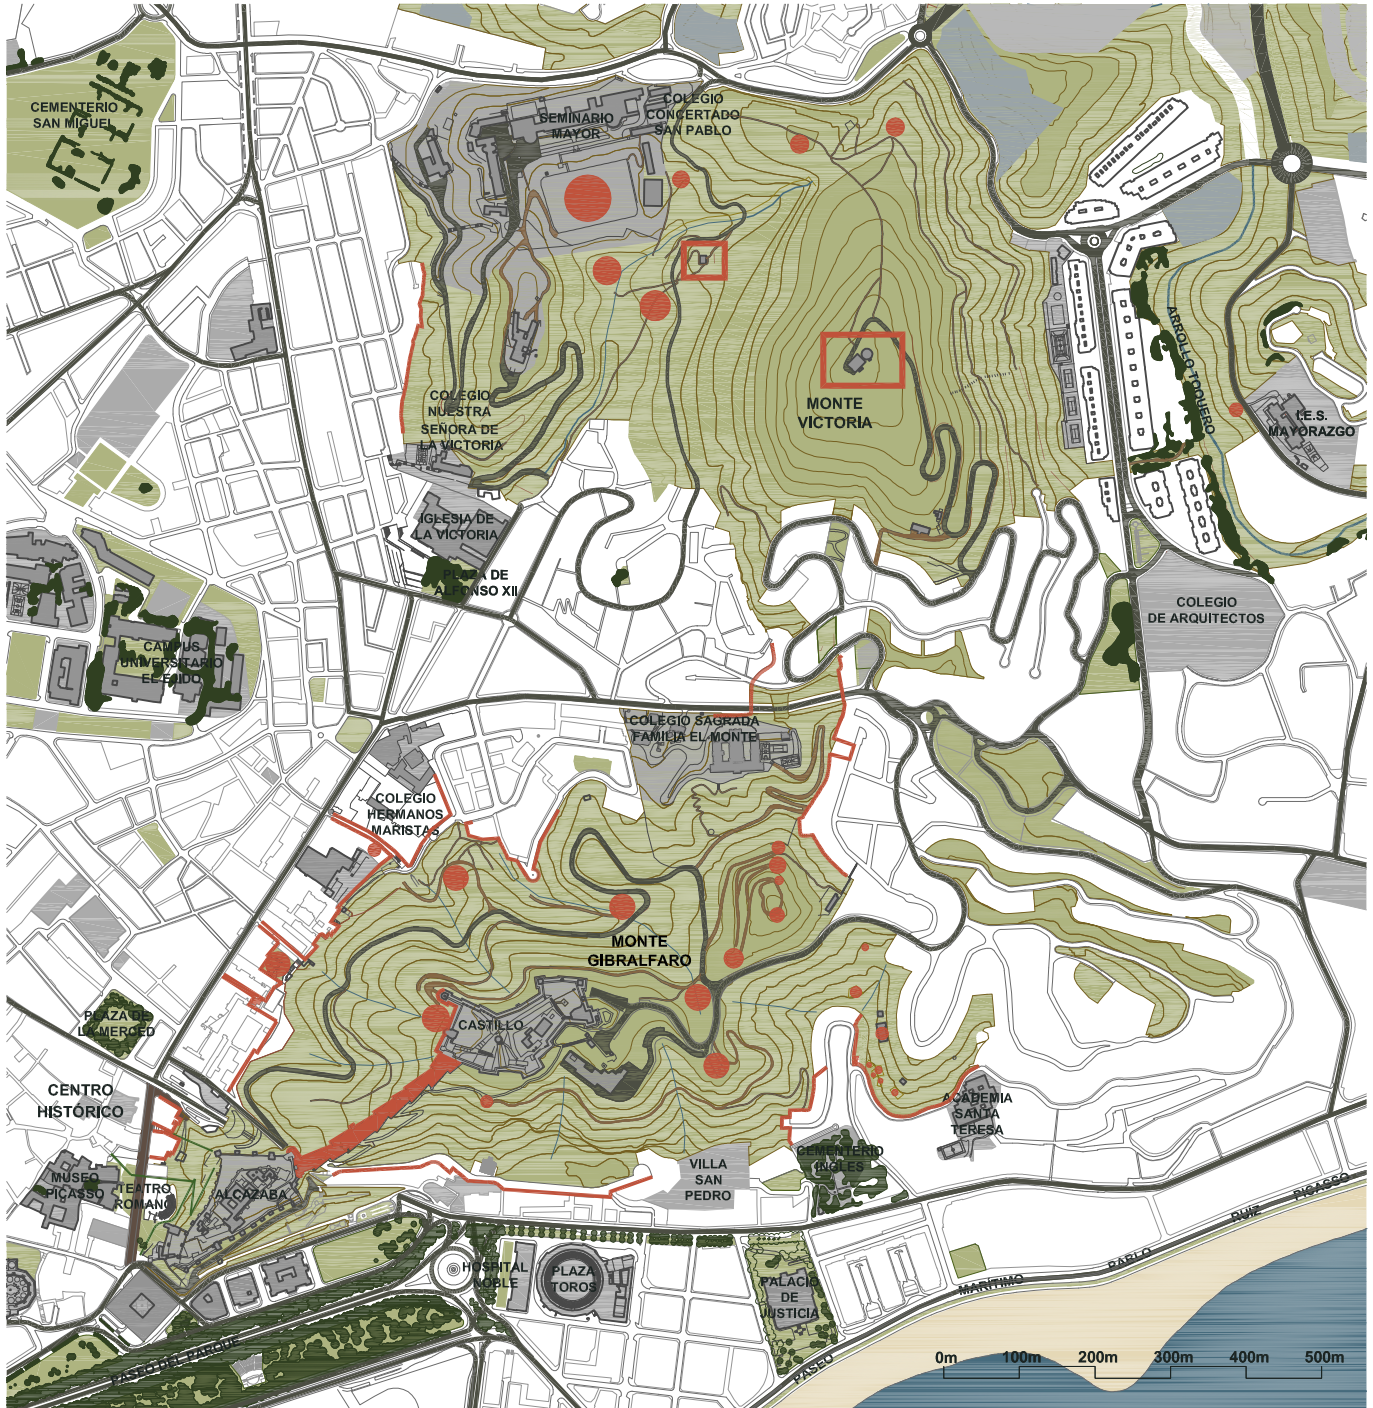 CEMENTERIO
SAN MIGUEL
SEMINARIO
MAYOR
COLEGIO
CONCERTADO
SAN PABLO
COLEGIO
NUESTRA
SEÑORA DE
LA VICTORIA
MONTE
VICTORIA
ARROLLO TOQUERO
I.E.S.
MAYORAZGO
IGLESIA DE
LA VICTORIA
PLAZA DE
ALFONSO XII
COLEGIO
DE ARQUITECTOS
CAMPUS
UNIVERSITARIO
EL EJIDO
COLEGIO SAGRADA
FAMILIA EL MONTE
COLEGIO
HERMANOS
MARISTAS
MONTE
GIBRALFARO
PLAZA DE
LA MERCED
CASTILLO
CENTRO
HISTÓRICO
ACADEMIA
SANTA
TERESA
CEMENTERIO
INGLES
VILLA
SAN
PEDRO
MUSEO
PICASSO
TEATRO
ROMANO
ALCAZABA
HOSPITAL
NOBLE
PLAZA
TOROS
PALACIO
DE
JUSTICIA
PASEO DEL PARQUE
PASEO MARÍTIMO PABLO RUIZ PICASSO
0m 100m 200m 300m 400m 500m